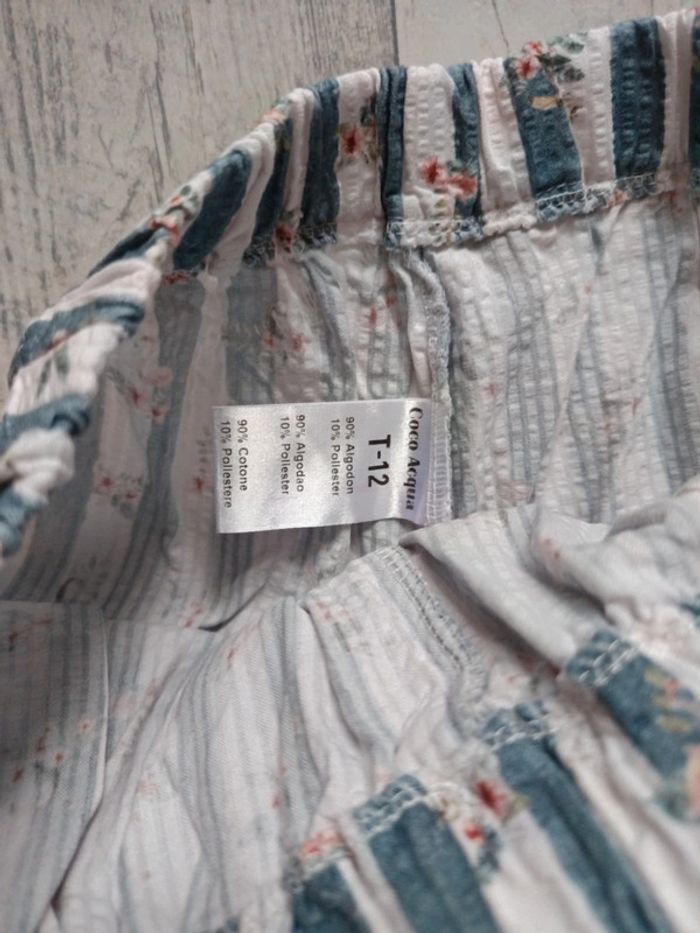 Coco Acqua
T-12
90% Algodon
10% Poliester
90% Algodao
10% Poliester
90% Cotone
10% Poliestere